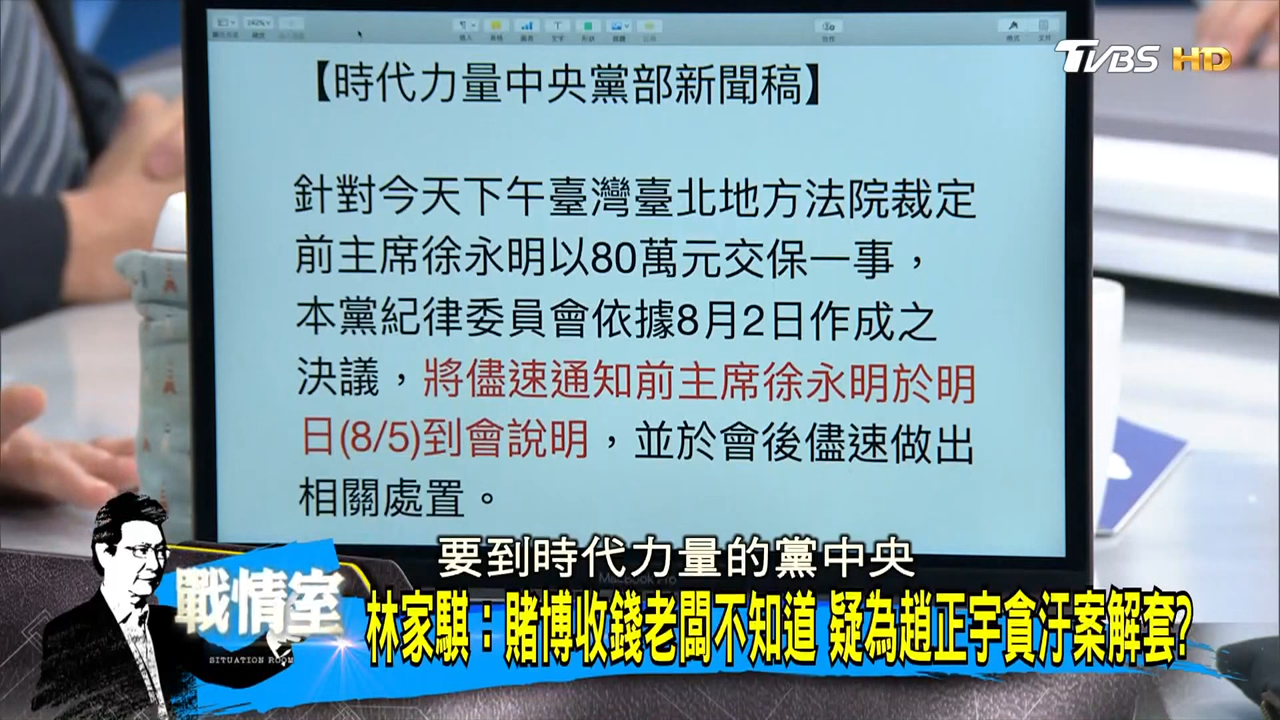 TVBS HD
【時代力量中央黨部新聞稿】
針對今天下午臺灣臺北地方法院裁定
前主席徐永明以80萬元交保一事，
本黨紀律委員會依據8月2日作成之
決議，將儘速通知前主席徐永明於明
日(8/5)到會說明，並於會後儘速做出
相關處置。
MacBook Pro
要到時代力量的黨中央
戰情室
SITUATION ROOM
林家騏：賭博收錢老闆不知道 疑為趙正宇貪汙案解套?